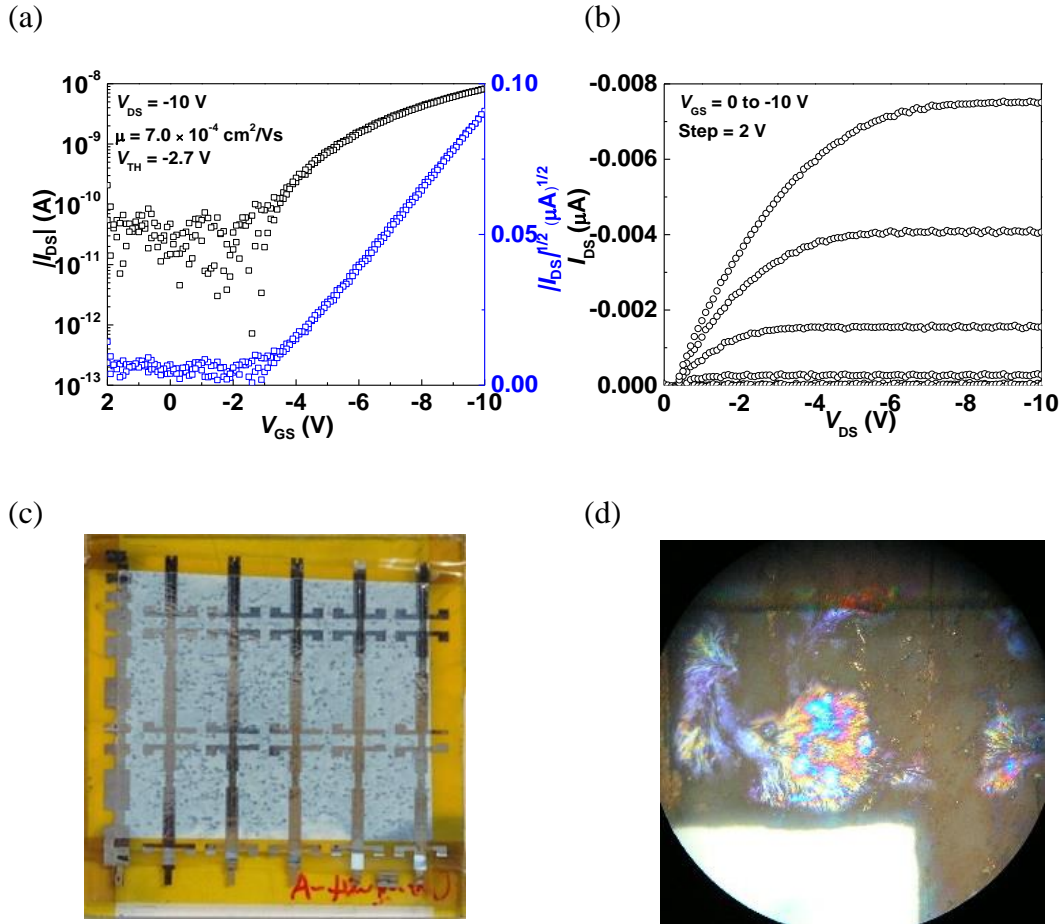 (a)
(b)
10⁻⁸
10⁻⁹
10⁻¹⁰
10⁻¹¹
10⁻¹²
10⁻¹³
|I_DS| (A)
V_DS = -10 V
μ = 7.0 × 10⁻⁴ cm²/Vs
V_TH = -2.7 V
0.10
0.05
0.00
|I_DS|^1/2 (μA)^1/2
2 0 -2 -4 -6 -8 -10
V_GS (V)
-0.008
-0.006
-0.004
-0.002
0.000
I_DS (μA)
V_GS = 0 to -10 V
Step = 2 V
0 -2 -4 -6 -8 -10
V_DS (V)
(c)
(d)